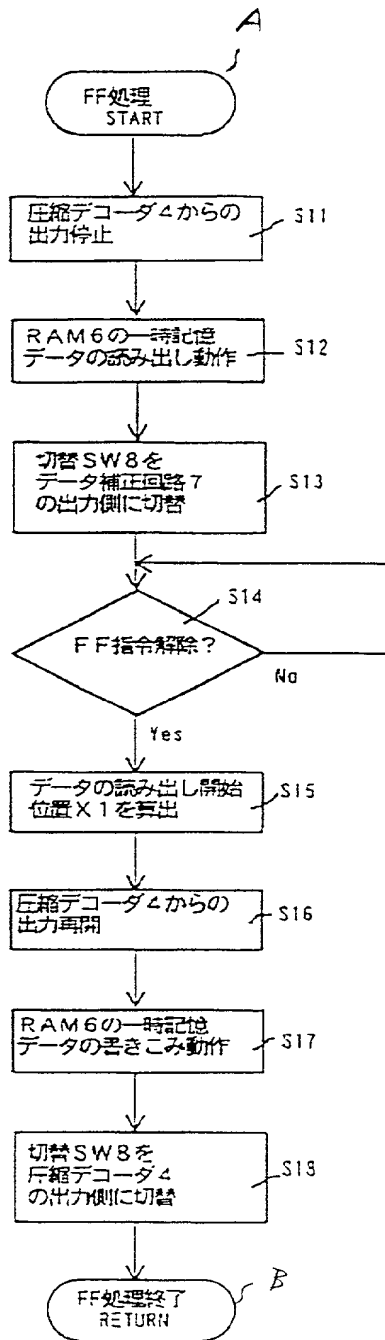 A
FF処理
START
圧縮デコーダ4からの
出力停止
S11
RAM6の一時記憶
データの読み出し動作
S12
切替SW8を
データ補正回路7
の出力側に切替
S13
S14
FF指令解除?
No
Yes
データの読み出し開始
位置X1を算出
S15
圧縮デコーダ4からの
出力再開
S16
RAM6の一時記憶
データの書きこみ動作
S17
切替SW8を
圧縮デコーダ4
の出力側に切替
S18
FF処理終了
RETURN
B